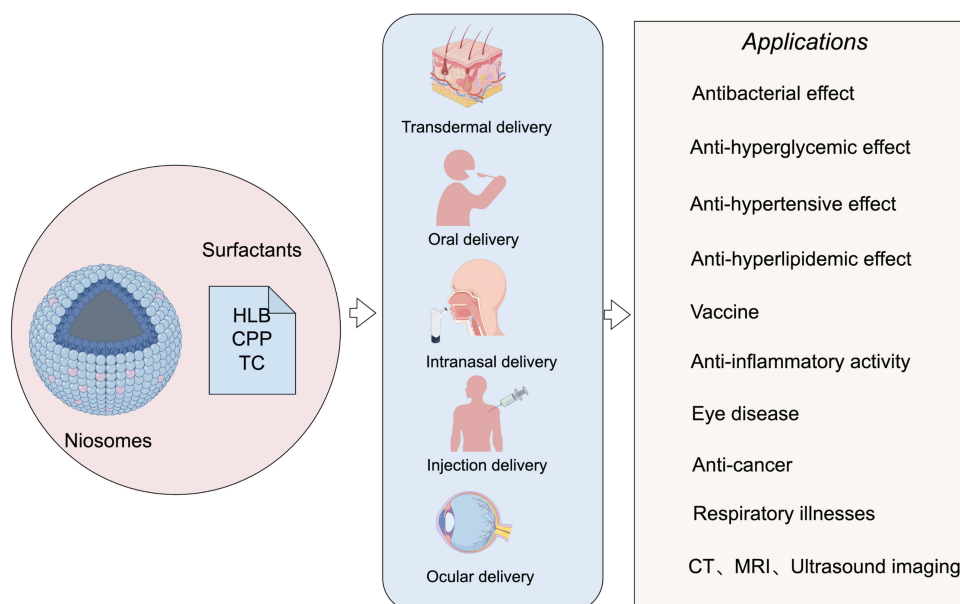 Surfactants
HLB
CPP
TC
Niosomes
Transdermal delivery
Oral delivery
Intranasal delivery
Injection delivery
Ocular delivery
Applications
Antibacterial effect
Anti-hyperglycemic effect
Anti-hypertensive effect
Anti-hyperlipidemic effect
Vaccine
Anti-inflammatory activity
Eye disease
Anti-cancer
Respiratory illnesses
CT、MRI、Ultrasound imaging